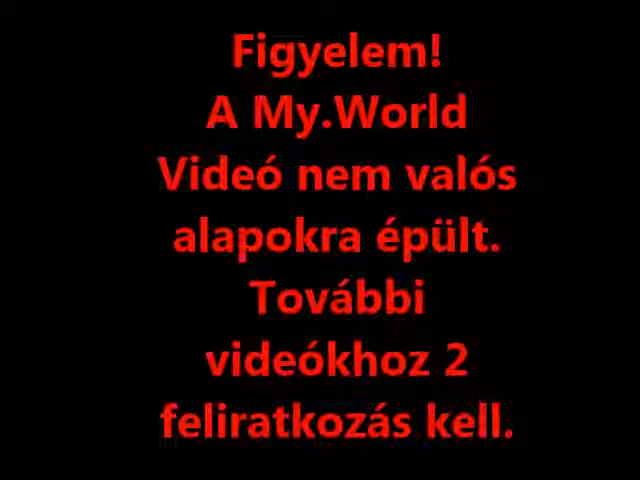 Figyelem!
A My.World
Videó nem valós
alapokra épült.
További
videókhoz 2
feliratkozás kell.